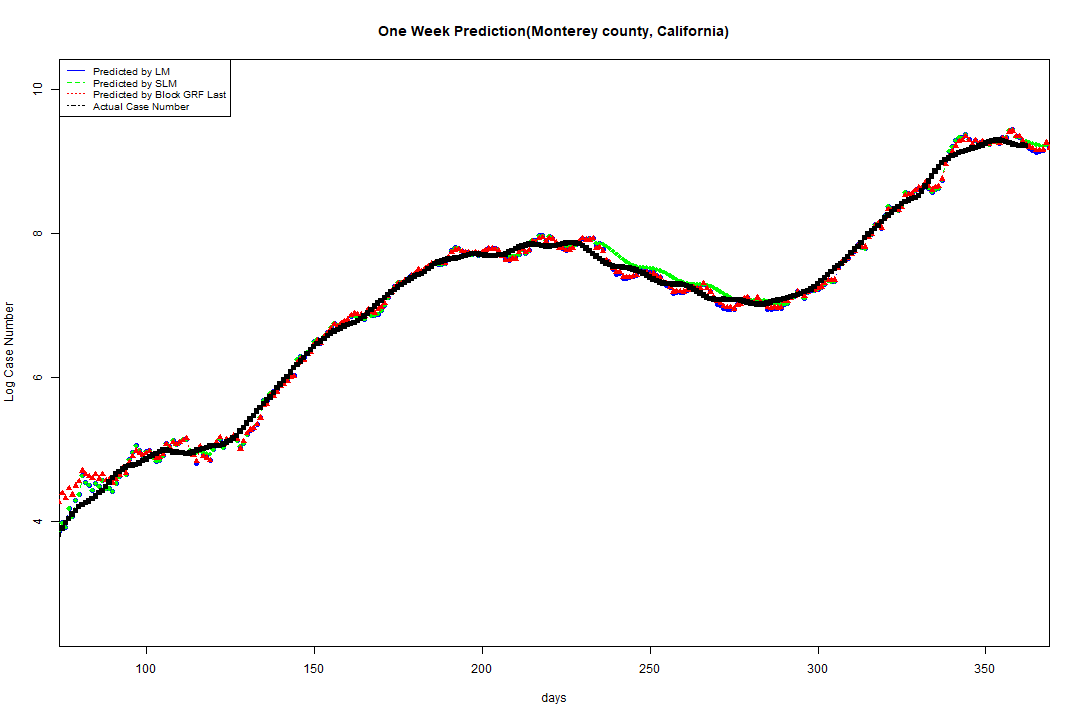 One Week Prediction(Monterey county, California)
Predicted by LM
Predicted by SLM
Predicted by Block GRF Last
Actual Case Number
10
8
6
4
Log Case Number
100 150 200 250 300 350
days